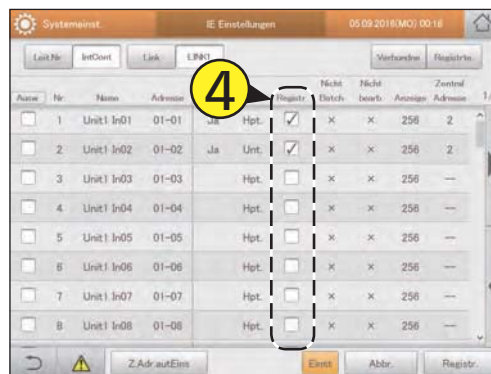 Systemeinst. IE Einstellungen 05.09.2016(MO) 00:16
Leit.Nr IntCont Link LINK1 Verbundne Registrte.
4
Nicht Nicht Zentral
Ausw Nr. Name Adresse Registr. bearb. Anzeige Adresse 1/
1 Unit1 In01 01-01 Ja Hpt. ✓ × × 256 2
2 Unit1 In02 01-02 Ja Unt. ✓ × × 256 2
3 Unit1 In03 01-03 Hpt. × × 256 —
4 Unit1 In04 01-04 Hpt. × × 256 —
5 Unit1 In05 01-05 Hpt. × × 256 —
6 Unit1 In06 01-06 Hpt. × × 256 —
7 Unit1 In07 01-07 Hpt. × × 256 —
8 Unit1 In08 01-08 Hpt. × × 256 —
Z.Adr.autEins Einst Abbr. Registr.